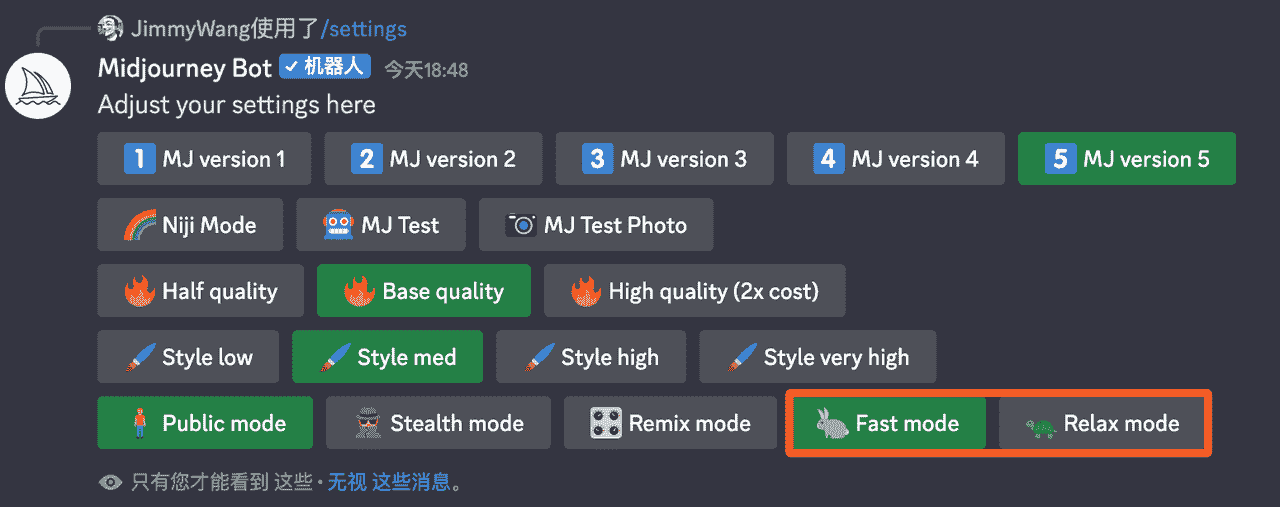 JimmyWang使用了/settings
Midjourney Bot ✓ 机器人 今天18:48
Adjust your settings here
1 MJ version 1 2 MJ version 2 3 MJ version 3 4 MJ version 4 5 MJ version 5
Niji Mode MJ Test MJ Test Photo
Half quality Base quality High quality (2x cost)
Style low Style med Style high Style very high
Public mode Stealth mode Remix mode Fast mode Relax mode
只有您才能看到 这些 · 无视 这些消息。